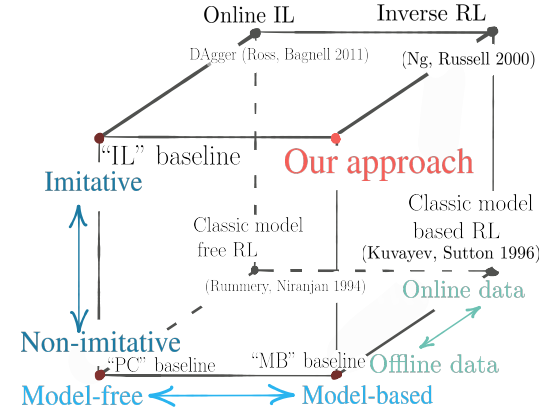 Online IL
Inverse RL
DAgger (Ross, Bagnell 2011)
(Ng, Russell 2000)
“IL” baseline
Our approach
Imitative
Classic model
free RL
Classic model
based RL
(Kuvayev, Sutton 1996)
(Rummery, Niranjan 1994)
Online data
Non-imitative
“PC” baseline
“MB” baseline
Offline data
Model-free
Model-based